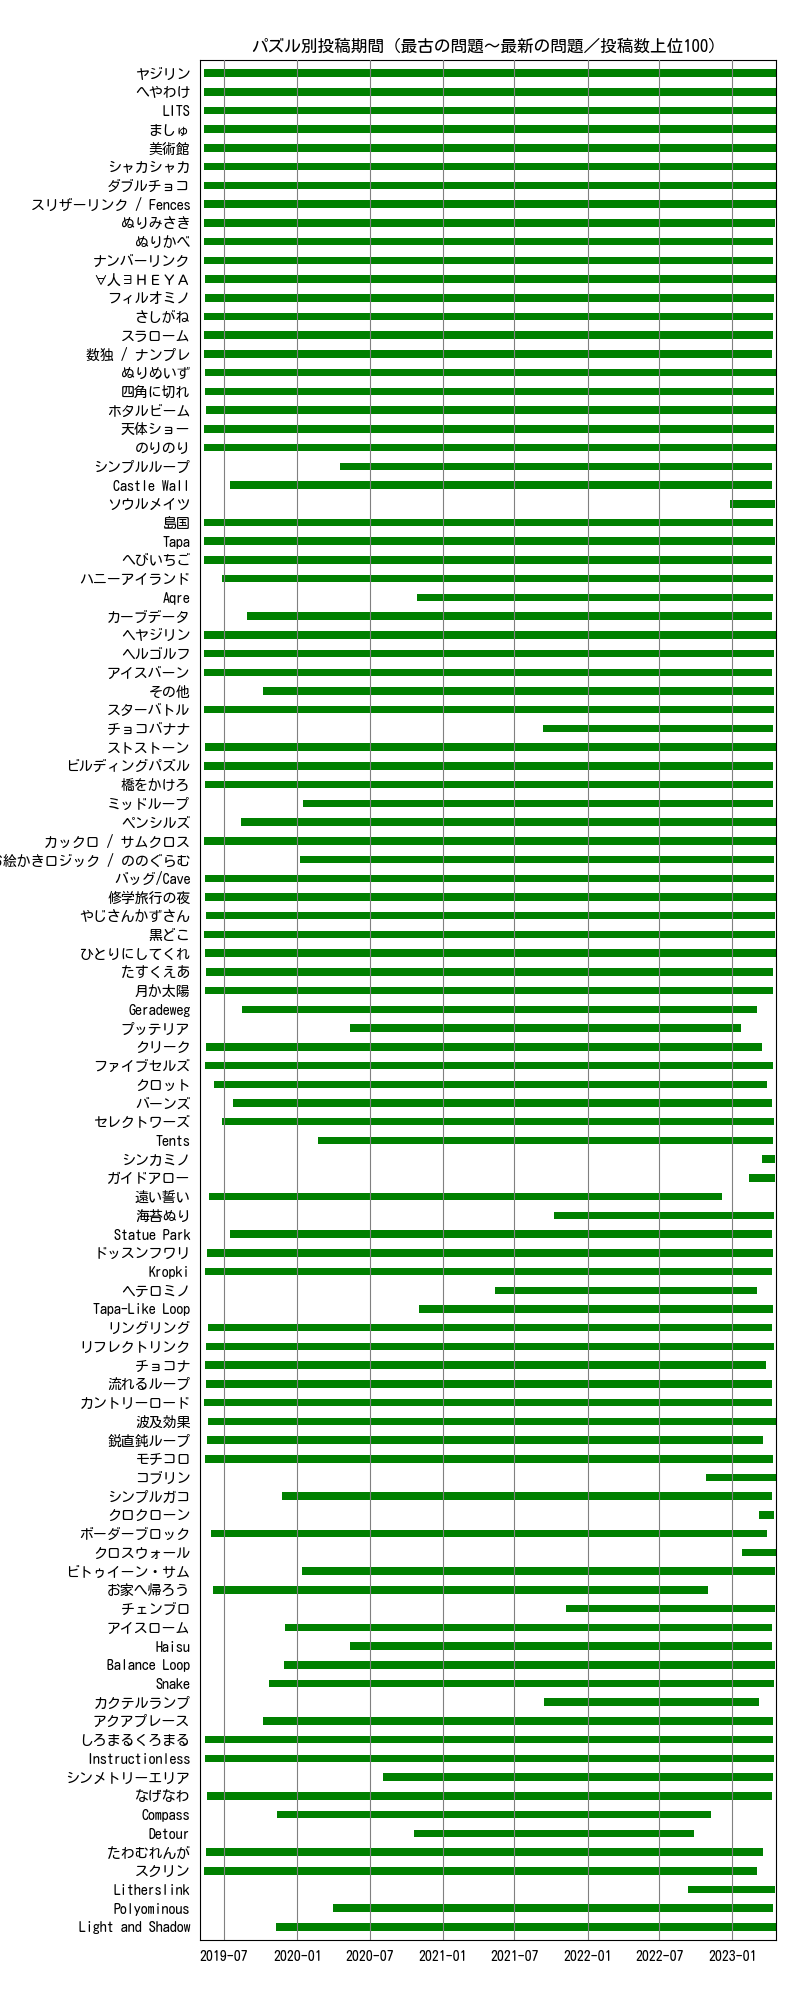 パズル別投稿期間（最古の問題～最新の問題／投稿数上位100）
ヤジリン
へやわけ
LITS
ましゅ
美術館
シャカシャカ
ダブルチョコ
スリザーリンク / Fences
ぬりみさき
ぬりかべ
ナンバーリンク
∀人∃ＨＥＹＡ
フィルオミノ
さしがね
スラローム
数独 / ナンプレ
ぬりめいず
四角に切れ
ホタルビーム
天体ショー
のりのり
シンプルループ
Castle Wall
ソウルメイツ
島国
Tapa
へびいちご
ハニーアイランド
Aqre
カーブデータ
ヘヤジリン
ヘルゴルフ
アイスバーン
その他
スターバトル
チョコバナナ
ストストーン
ビルディングパズル
橋をかけろ
ミッドループ
ペンシルズ
カックロ / サムクロス
絵かきロジック / ののぐらむ
バッグ/Cave
修学旅行の夜
やじさんかずさん
黒どこ
ひとりにしてくれ
たすくえあ
月か太陽
Geradeweg
プッテリア
クリーク
ファイブセルズ
クロット
バーンズ
セレクトワーズ
Tents
シンカミノ
ガイドアロー
遠い誓い
海苔ぬり
Statue Park
ドッスンフワリ
Kropki
ヘテロミノ
Tapa-Like Loop
リングリング
リフレクトリンク
チョコナ
流れるループ
カントリーロード
波及効果
鋭直鈍ループ
モチコロ
コブリン
シンプルガコ
クロクローン
ボーダーブロック
クロスウォール
ビトゥイーン・サム
お家へ帰ろう
チェンブロ
アイスローム
Haisu
Balance Loop
Snake
カクテルランプ
アクアプレース
しろまるくろまる
Instructionless
シンメトリーエリア
なげなわ
Compass
Detour
たわむれんが
スクリン
Litherslink
Polyominous
Light and Shadow
2019-07 2020-01 2020-07 2021-01 2021-07 2022-01 2022-07 2023-01